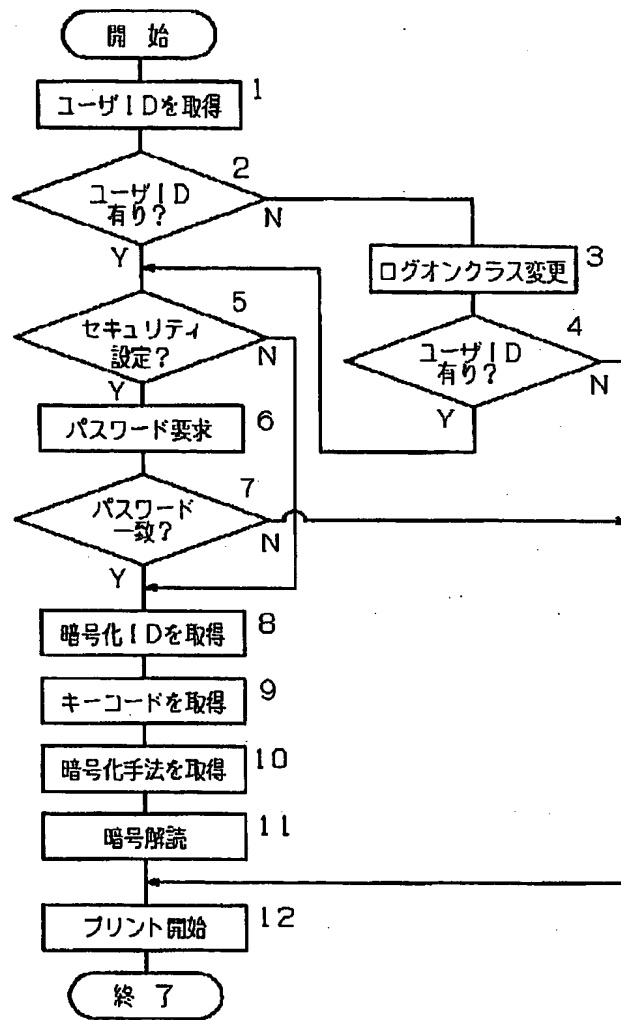 開始
1
ユーザIDを取得
2
ユーザID
有り?
N
Y
3
ログオンクラス変更
4
ユーザID
有り?
N
Y
5
セキュリティ
設定?
N
Y
6
パスワード要求
7
パスワード
一致?
N
Y
8
暗号化IDを取得
9
キーコードを取得
10
暗号化手法を取得
11
暗号解読
12
プリント開始
終了